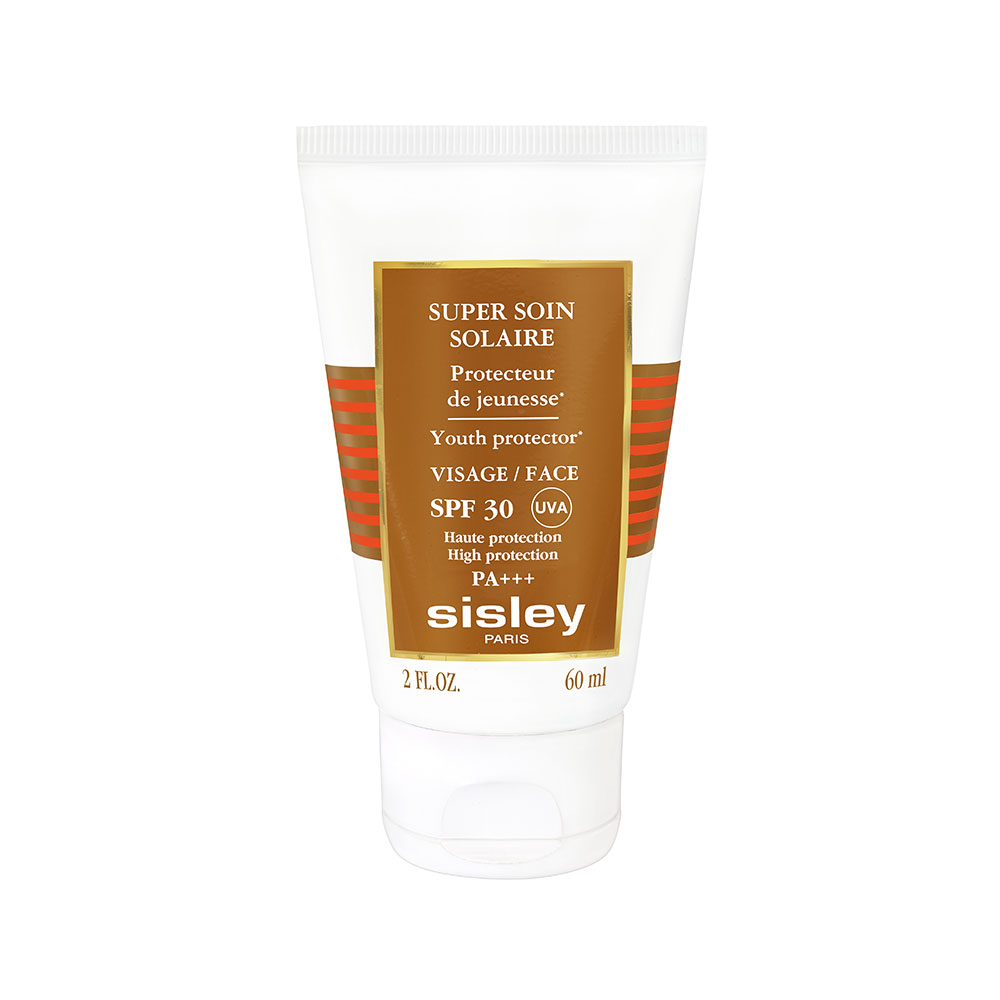 SUPER SOIN
SOLAIRE
Protecteur
de jeunesse*
Youth protector*
VISAGE / FACE
SPF 30 UVA
Haute protection
High protection
PA+++
sisley
PARIS
2 FL.OZ. 60 ml